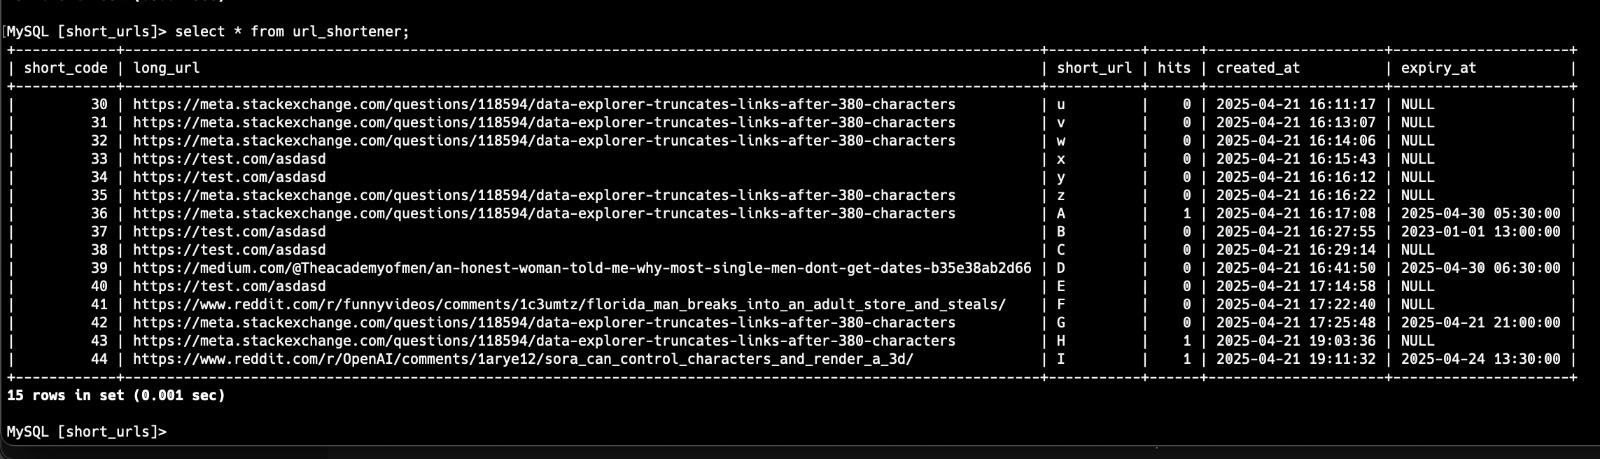 MySQL [short_urls]> select * from url_shortener;
+------------+----------------------------------------------------------------------------------------------------+-----------+------+---------------------+---------------------+
| short_code | long_url | short_url | hits | created_at | expiry_at |
+------------+----------------------------------------------------------------------------------------------------+-----------+------+---------------------+---------------------+
| 30 | https://meta.stackexchange.com/questions/118594/data-explorer-truncates-links-after-380-characters | u | 0 | 2025-04-21 16:11:17 | NULL |
| 31 | https://meta.stackexchange.com/questions/118594/data-explorer-truncates-links-after-380-characters | v | 0 | 2025-04-21 16:13:07 | NULL |
| 32 | https://meta.stackexchange.com/questions/118594/data-explorer-truncates-links-after-380-characters | w | 0 | 2025-04-21 16:14:06 | NULL |
| 33 | https://test.com/asdasd | x | 0 | 2025-04-21 16:15:43 | NULL |
| 34 | https://test.com/asdasd | y | 0 | 2025-04-21 16:16:12 | NULL |
| 35 | https://meta.stackexchange.com/questions/118594/data-explorer-truncates-links-after-380-characters | z | 0 | 2025-04-21 16:16:22 | NULL |
| 36 | https://meta.stackexchange.com/questions/118594/data-explorer-truncates-links-after-380-characters | A | 1 | 2025-04-21 16:17:08 | 2025-04-30 05:30:00 |
| 37 | https://test.com/asdasd | B | 0 | 2025-04-21 16:27:55 | 2023-01-01 13:00:00 |
| 38 | https://test.com/asdasd | C | 0 | 2025-04-21 16:29:14 | NULL |
| 39 | https://medium.com/@Theacademyofmen/an-honest-woman-told-me-why-most-single-men-dont-get-dates-b35e38ab2d66 | D | 0 | 2025-04-21 16:41:50 | 2025-04-30 06:30:00 |
| 40 | https://test.com/asdasd | E | 0 | 2025-04-21 17:14:58 | NULL |
| 41 | https://www.reddit.com/r/funnyvideos/comments/1c3umtz/florida_man_breaks_into_an_adult_store_and_steals/ | F | 0 | 2025-04-21 17:22:40 | NULL |
| 42 | https://meta.stackexchange.com/questions/118594/data-explorer-truncates-links-after-380-characters | G | 0 | 2025-04-21 17:25:48 | 2025-04-21 21:00:00 |
| 43 | https://meta.stackexchange.com/questions/118594/data-explorer-truncates-links-after-380-characters | H | 1 | 2025-04-21 19:03:36 | NULL |
| 44 | https://www.reddit.com/r/OpenAI/comments/1arye12/sora_can_control_characters_and_render_a_3d/ | I | 1 | 2025-04-21 19:11:32 | 2025-04-24 13:30:00 |
+------------+----------------------------------------------------------------------------------------------------+-----------+------+---------------------+---------------------+
15 rows in set (0.001 sec)
MySQL [short_urls]>